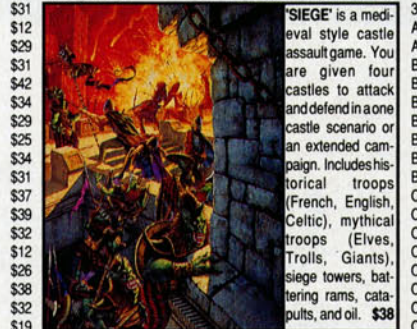 $31
$12
$29
$31
$42
$34
$29
$25
$34
$31
$37
$39
$32
$12
$26
$38
$32
$19
'SIEGE' is a medi-
eval style castle
assault game. You
are given four
castles to attack
and defend in a one
castle scenario or
an extended cam-
paign. Includes his-
torical troops
(French, English,
Celtic), mythical
troops (Elves,
Trolls, Giants),
siege towers, bat-
tering rams, cata-
pults, and oil. $38